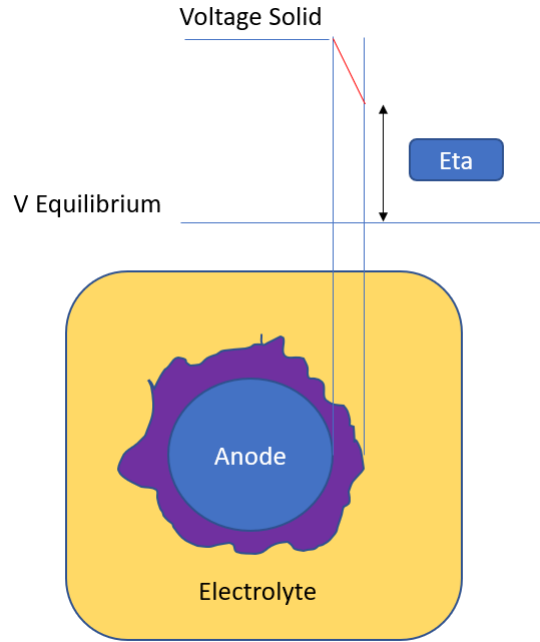 Voltage Solid
Eta
V Equilibrium
Anode
Electrolyte